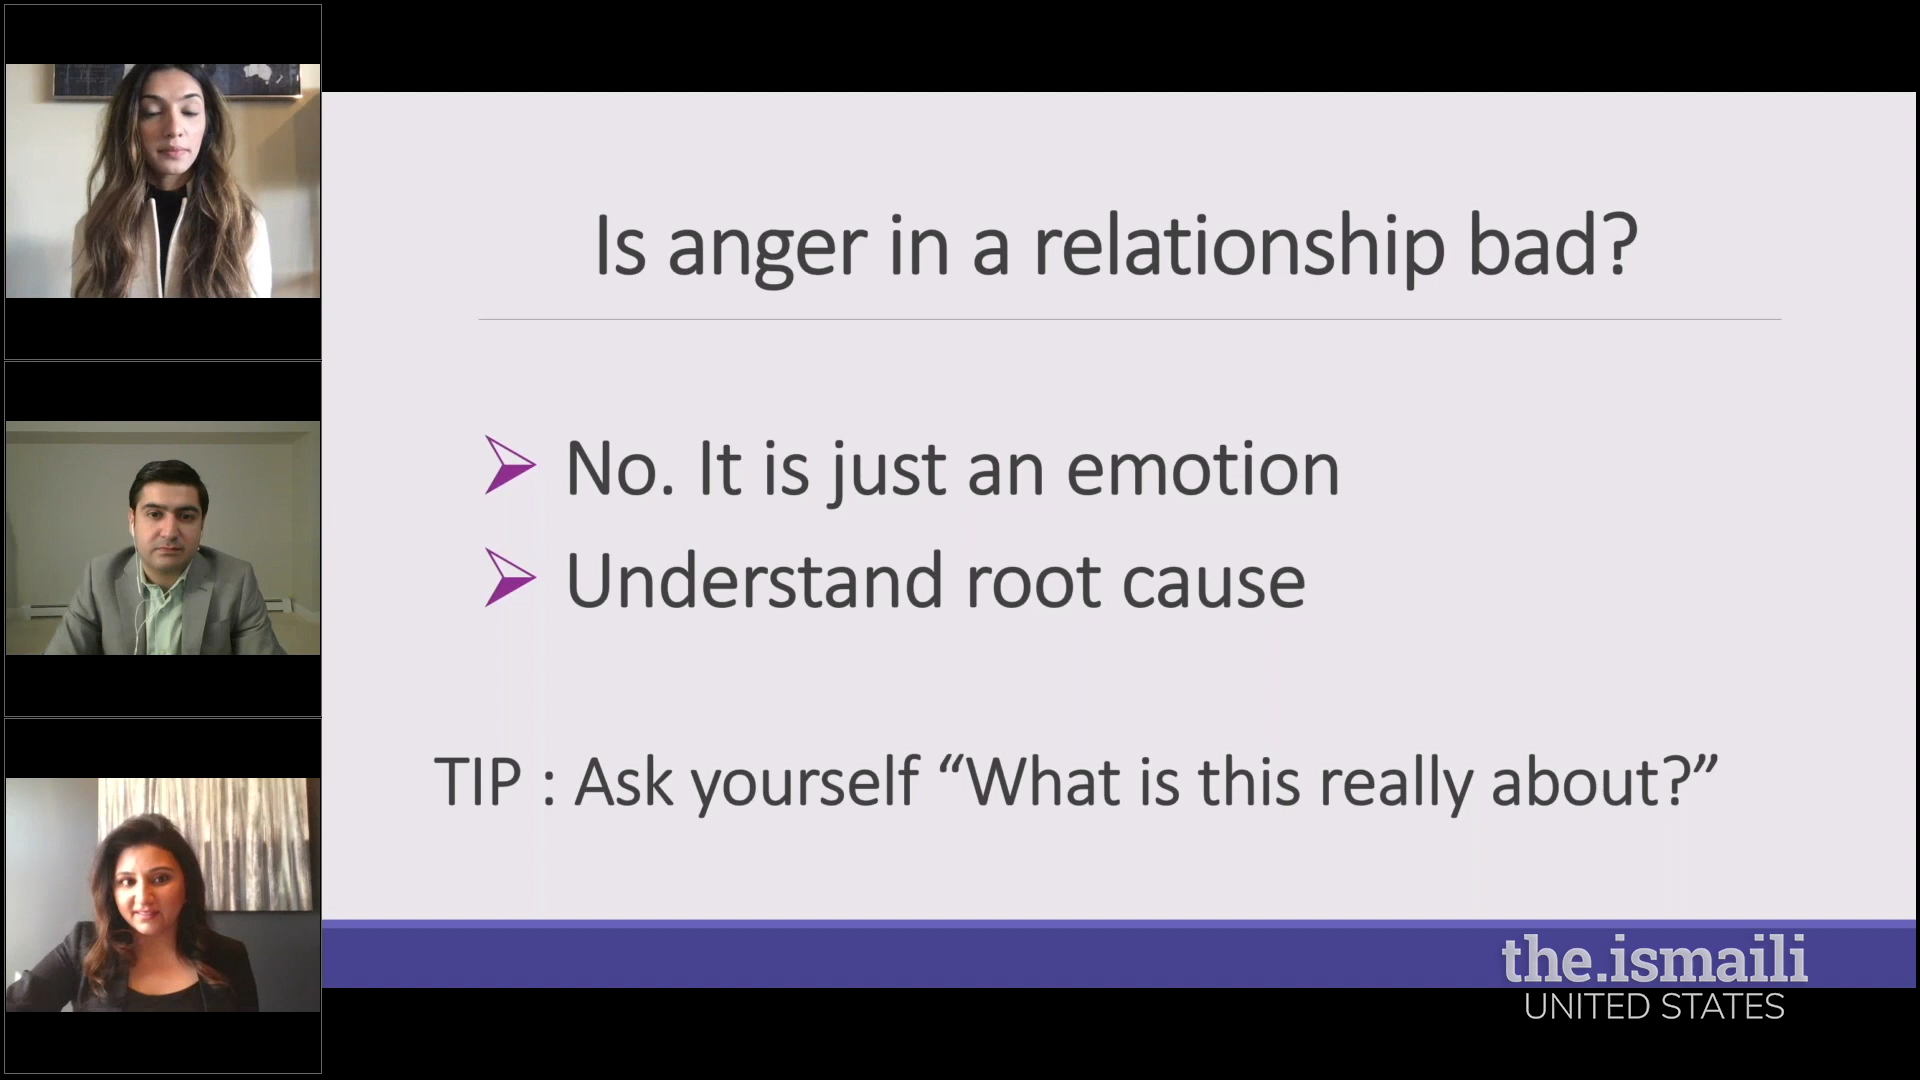 Is anger in a relationship bad?
No. It is just an emotion
Understand root cause
TIP : Ask yourself “What is this really about?”
the.ismaili
UNITED STATES